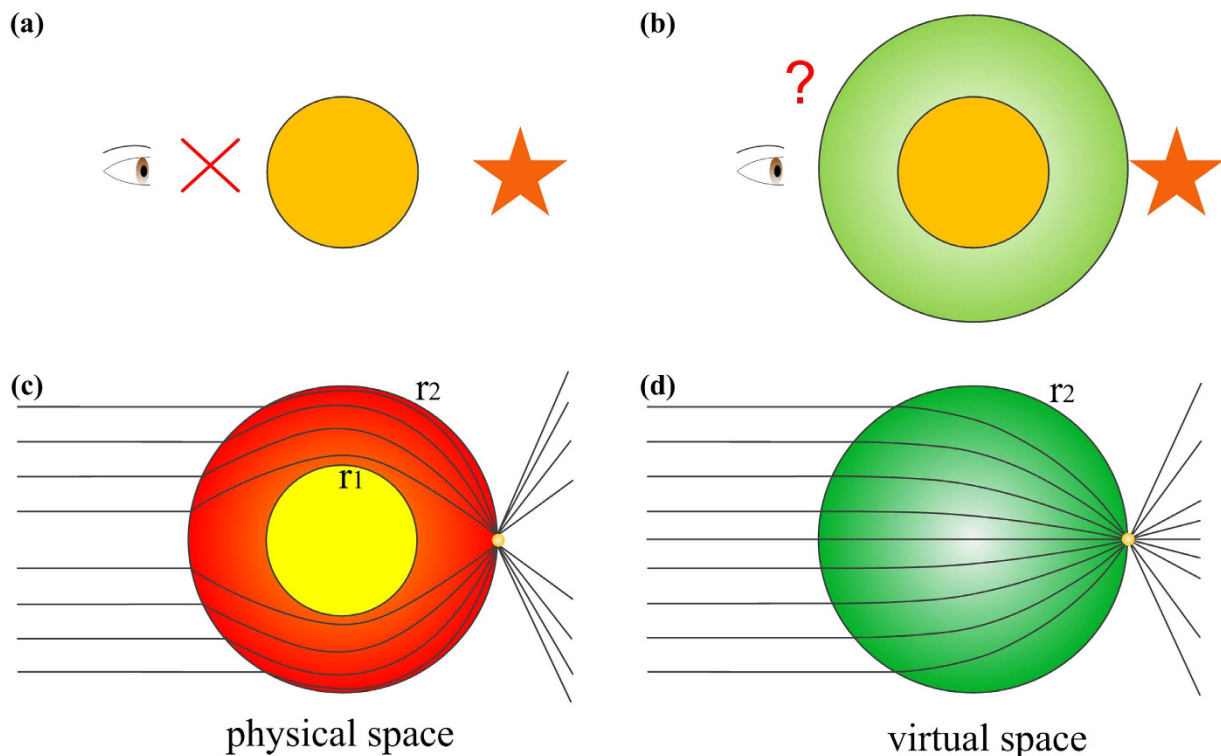 (a)
(b)
?
(c)
r2
r1
(d)
r2
physical space
virtual space